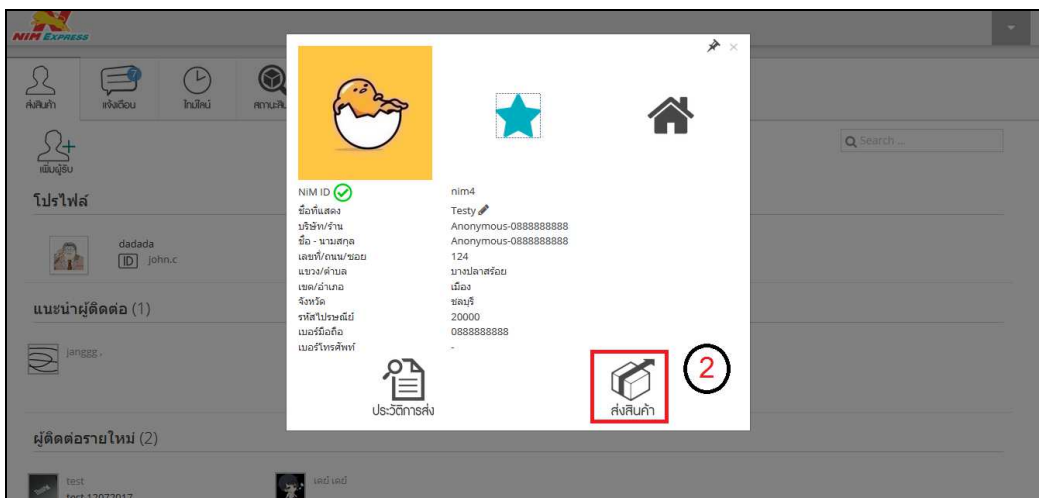 NiM EXPRESS
ส่งสินค้า
แจ้งเตือน
7
ไทม์ไลน์
สถานะสิน
เพิ่มผู้รับ
Search ...
โปรไฟล์
dadada
ID john.c
แนะนำผู้ติดต่อ (1)
janggg .
ผู้ติดต่อรายใหม่ (2)
test
test 12072017
เตย์ เตย์
NiM ID nim4
ชื่อที่แสดง Testy
บริษัท/ร้าน Anonymous-0888888888
ชื่อ - นามสกุล Anonymous-0888888888
เลขที่/ถนน/ซอย 124
แขวง/ตำบล บางปลาสร้อย
เขต/อำเภอ เมือง
จังหวัด ชลบุรี
รหัสไปรษณีย์ 20000
เบอร์มือถือ 0888888888
เบอร์โทรศัพท์ -
ประวัติการส่ง
ส่งสินค้า
2